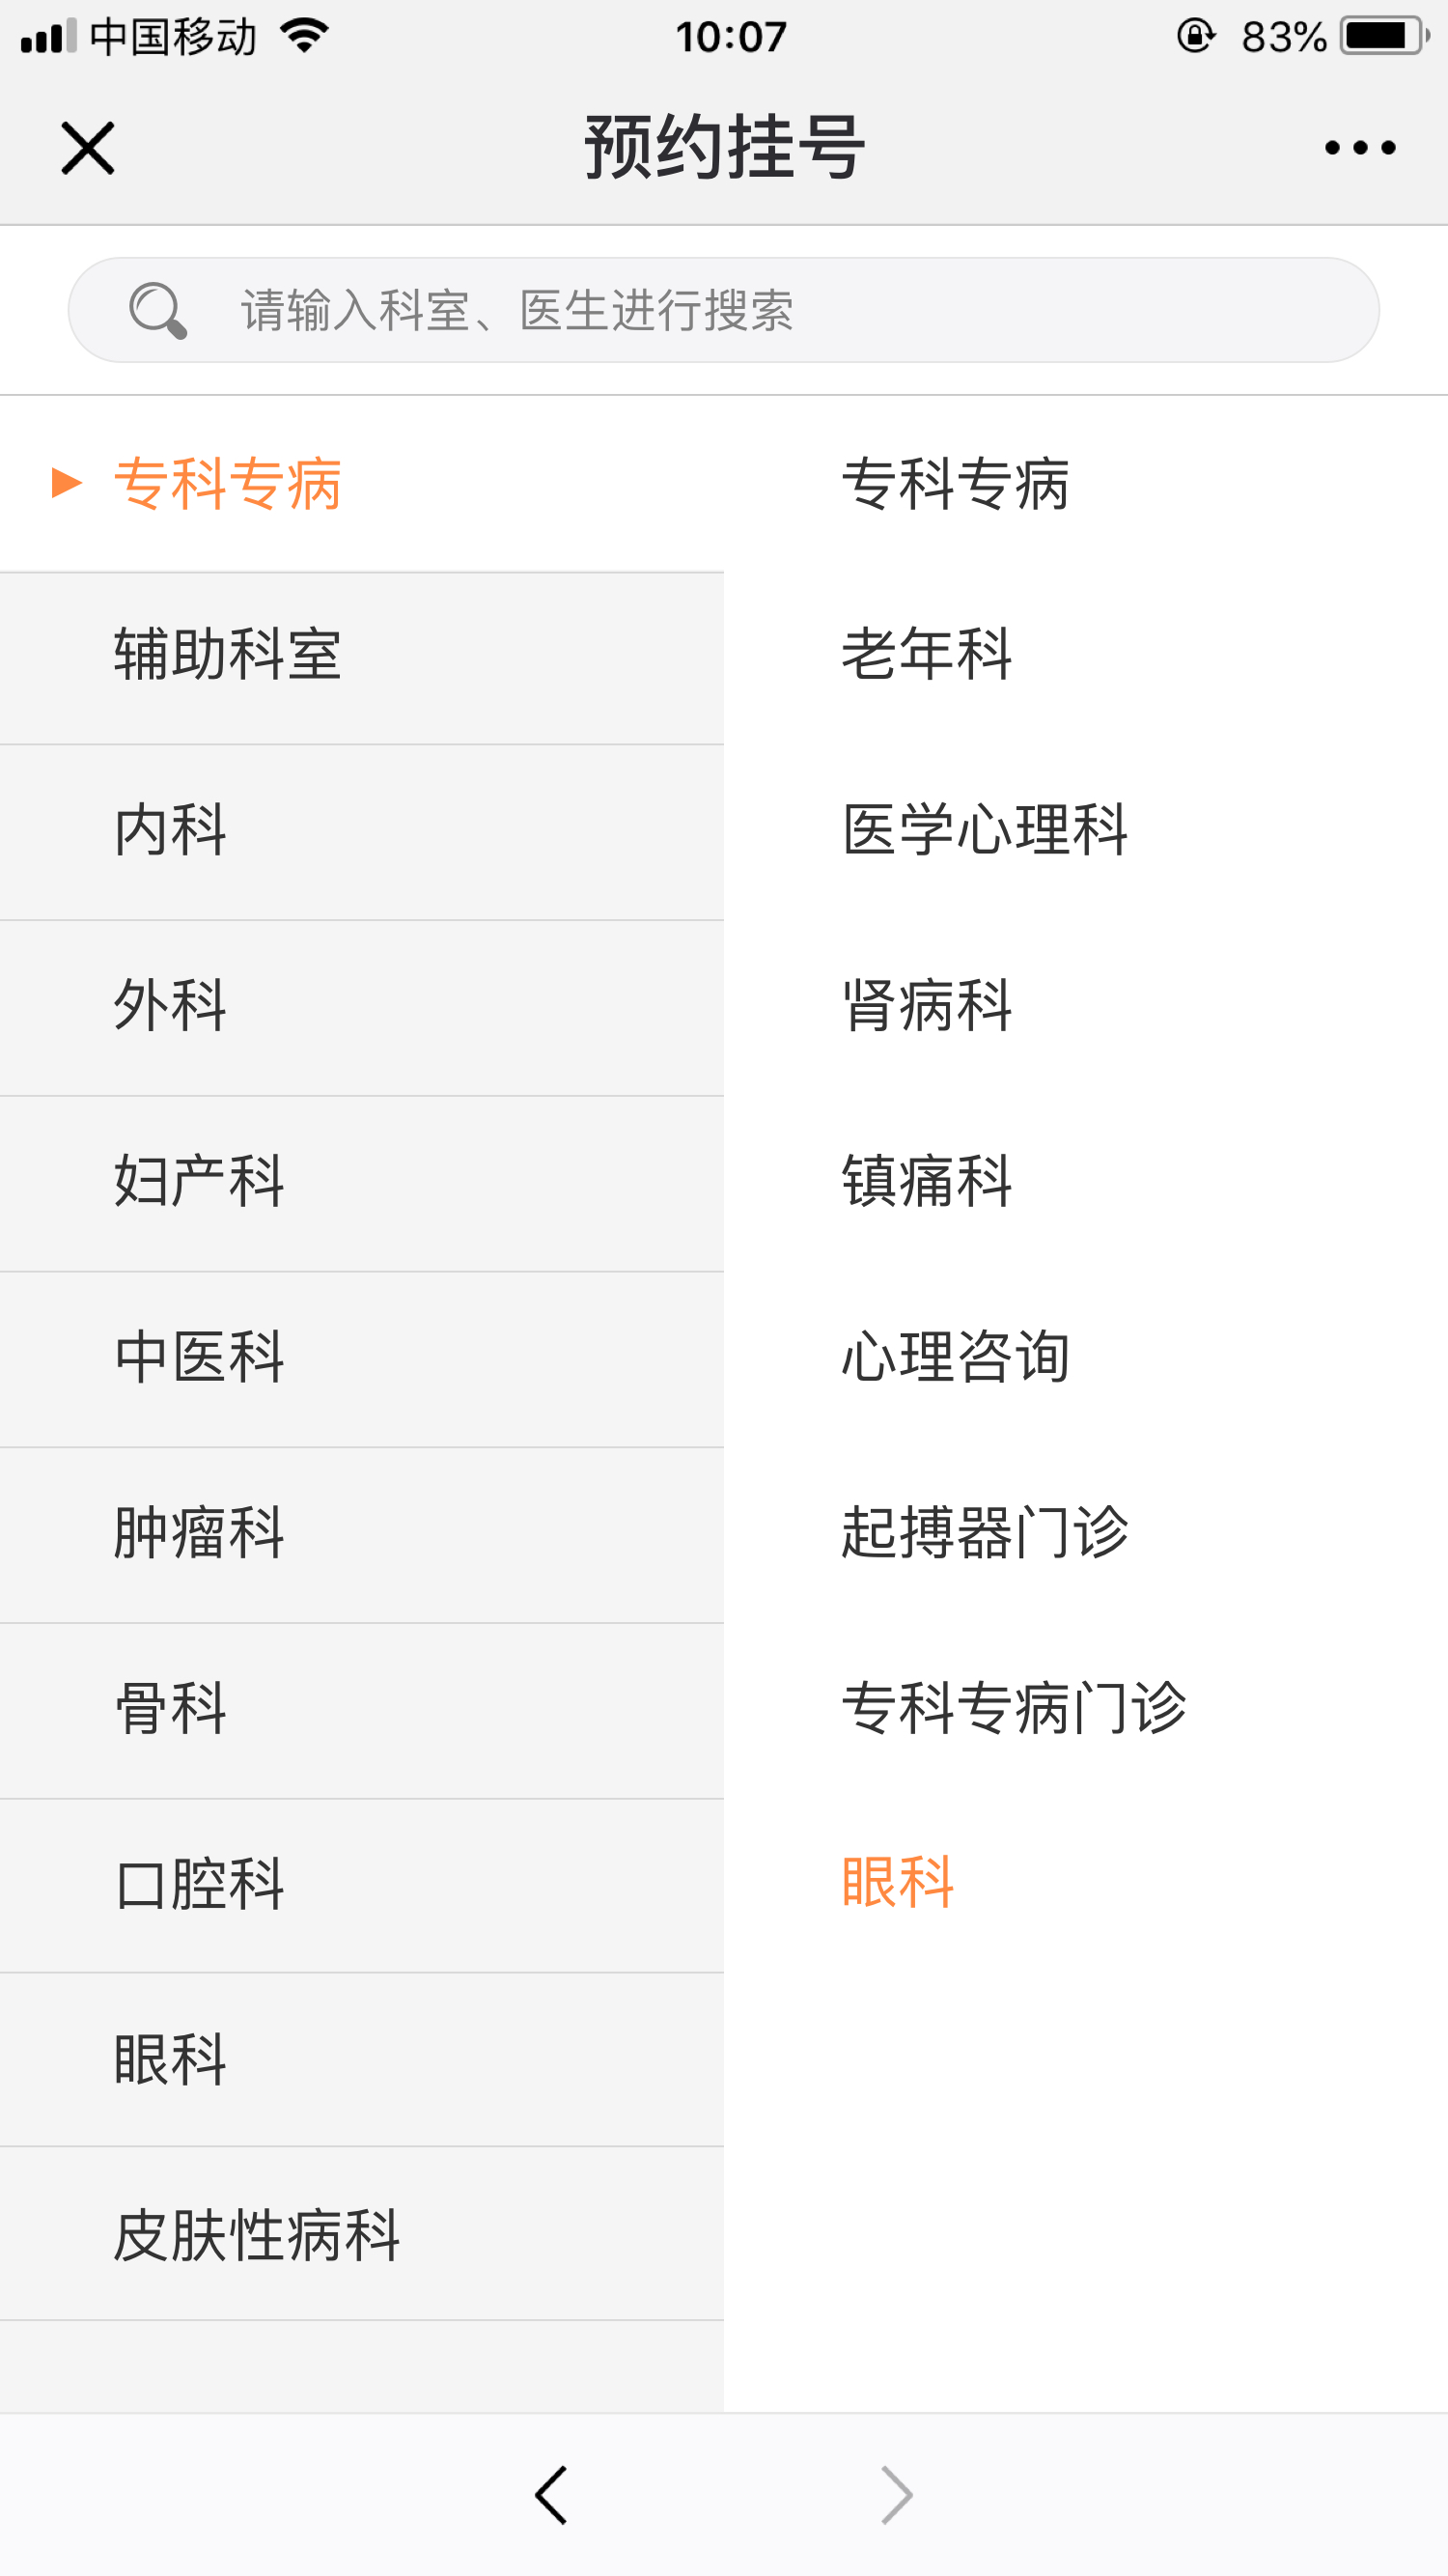 中国移动 10:07 83%
预约挂号
请输入科室、医生进行搜索
专科专病
辅助科室
内科
外科
妇产科
中医科
肿瘤科
骨科
口腔科
眼科
皮肤性病科
专科专病
老年科
医学心理科
肾病科
镇痛科
心理咨询
起搏器门诊
专科专病门诊
眼科